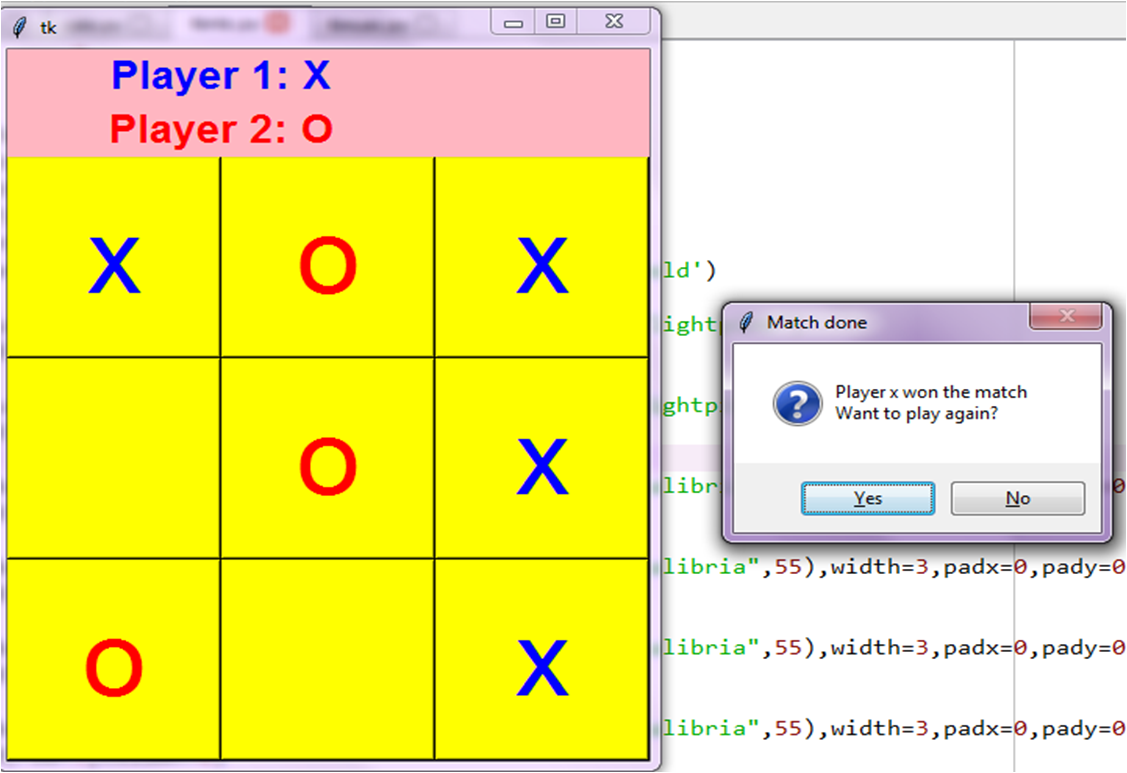 tk
Player 1: X
Player 2: O
X O X
O X
O X
ld')
ight
ghtp
libr
0
libria",55),width=3,padx=0,pady=0
libria",55),width=3,padx=0,pady=0
libria",55),width=3,padx=0,pady=0
Match done
Player x won the match
Want to play again?
Yes No